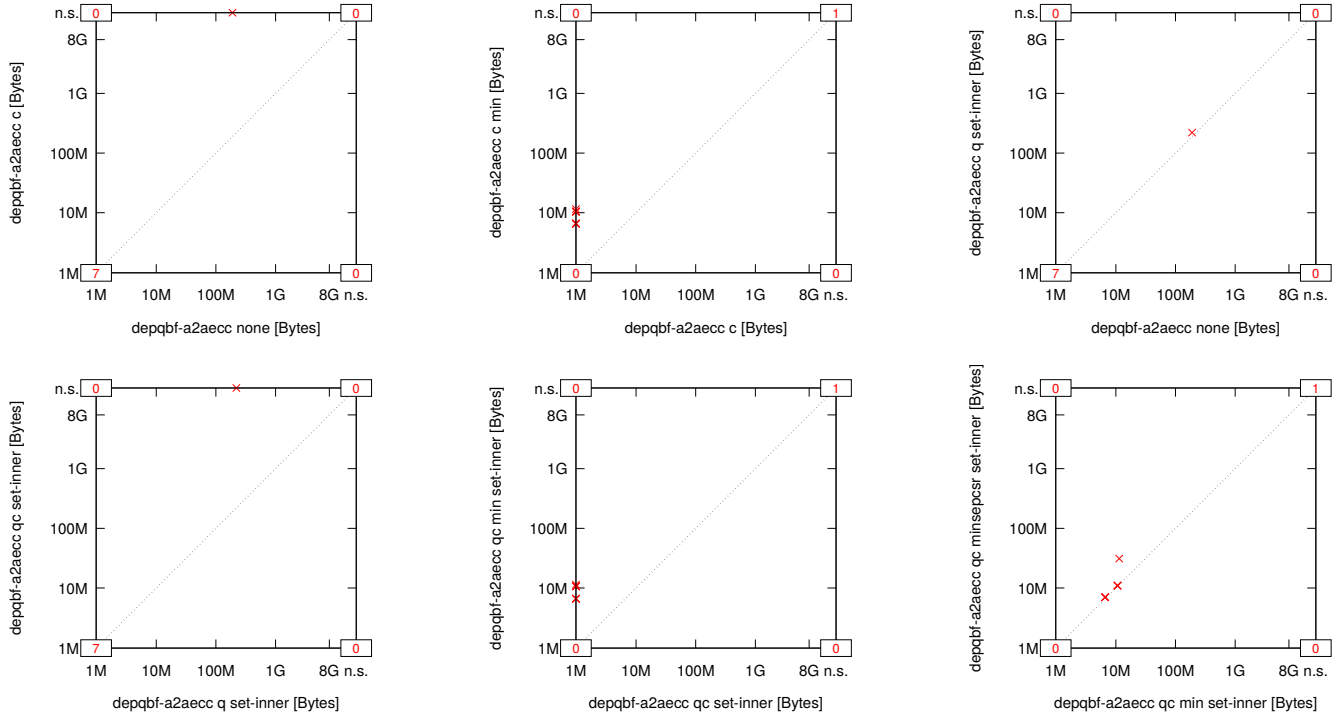 depqbf-a2aecc c [Bytes]
n.s.
8G
1G
100M
10M
1M
0
0
7
0
1M 10M 100M 1G 8G n.s.
depqbf-a2aecc none [Bytes]
depqbf-a2aecc c min [Bytes]
n.s.
8G
1G
100M
10M
1M
0
1
0
0
1M 10M 100M 1G 8G n.s.
depqbf-a2aecc c [Bytes]
depqbf-a2aecc q set-inner [Bytes]
n.s.
8G
1G
100M
10M
1M
0
0
7
0
1M 10M 100M 1G 8G n.s.
depqbf-a2aecc none [Bytes]
depqbf-a2aecc qc set-inner [Bytes]
n.s.
8G
1G
100M
10M
1M
0
0
7
0
1M 10M 100M 1G 8G n.s.
depqbf-a2aecc q set-inner [Bytes]
depqbf-a2aecc qc min set-inner [Bytes]
n.s.
8G
1G
100M
10M
1M
0
1
0
0
1M 10M 100M 1G 8G n.s.
depqbf-a2aecc qc set-inner [Bytes]
depqbf-a2aecc qc minsepcsr set-inner [Bytes]
n.s.
8G
1G
100M
10M
1M
0
1
0
0
1M 10M 100M 1G 8G n.s.
depqbf-a2aecc qc min set-inner [Bytes]